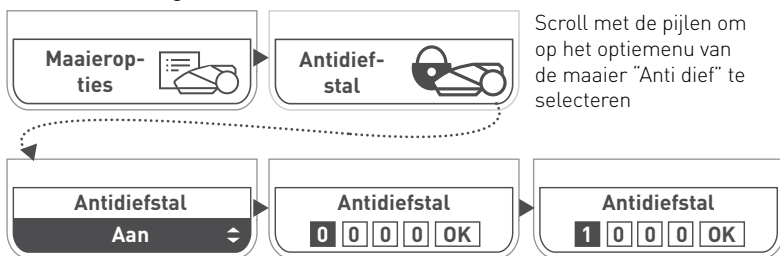 Maaierop-
ties
Antidief-
stal
Scroll met de pijlen om
op het optiemenu van
de maaier “Anti dief” te
selecteren
Antidiefstal
Aan
Antidiefstal
0 0 0 0 OK
Antidiefstal
1 0 0 0 OK